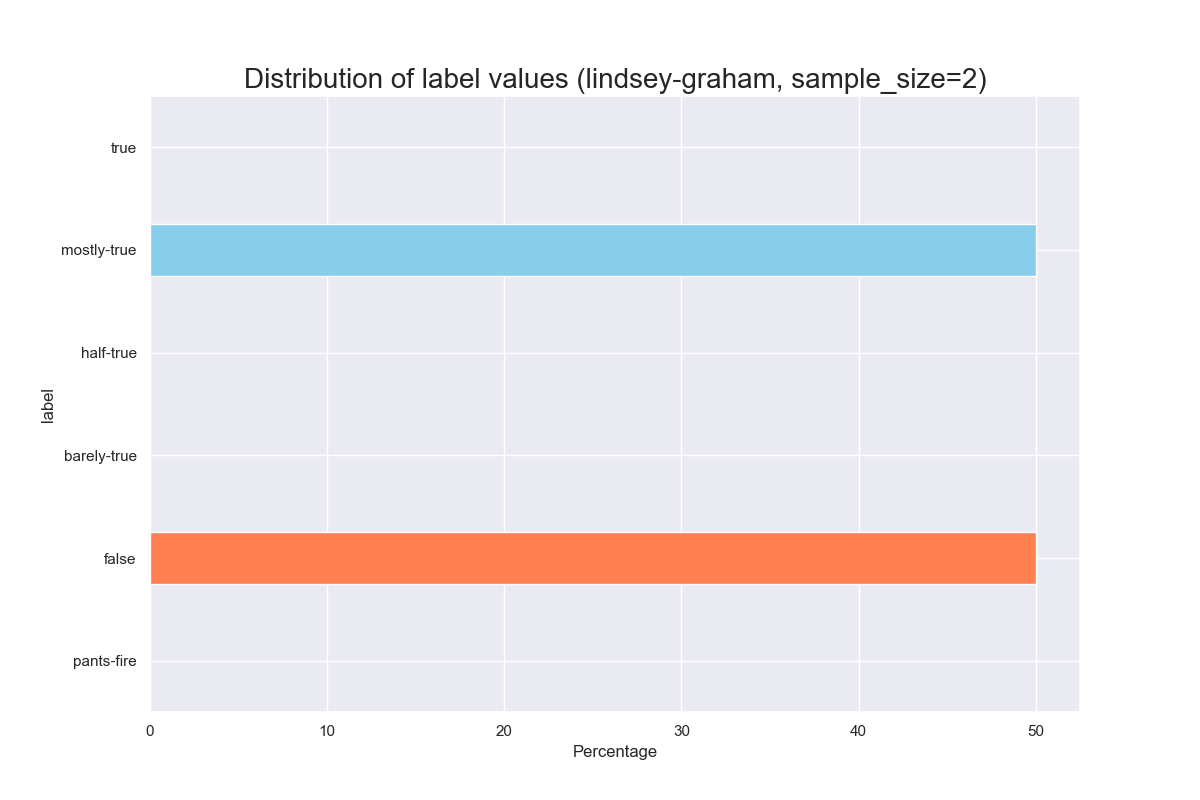 Distribution of label values (lindsey-graham, sample_size=2)
true
mostly-true
half-true
barely-true
false
pants-fire
label
0 10 20 30 40 50
Percentage